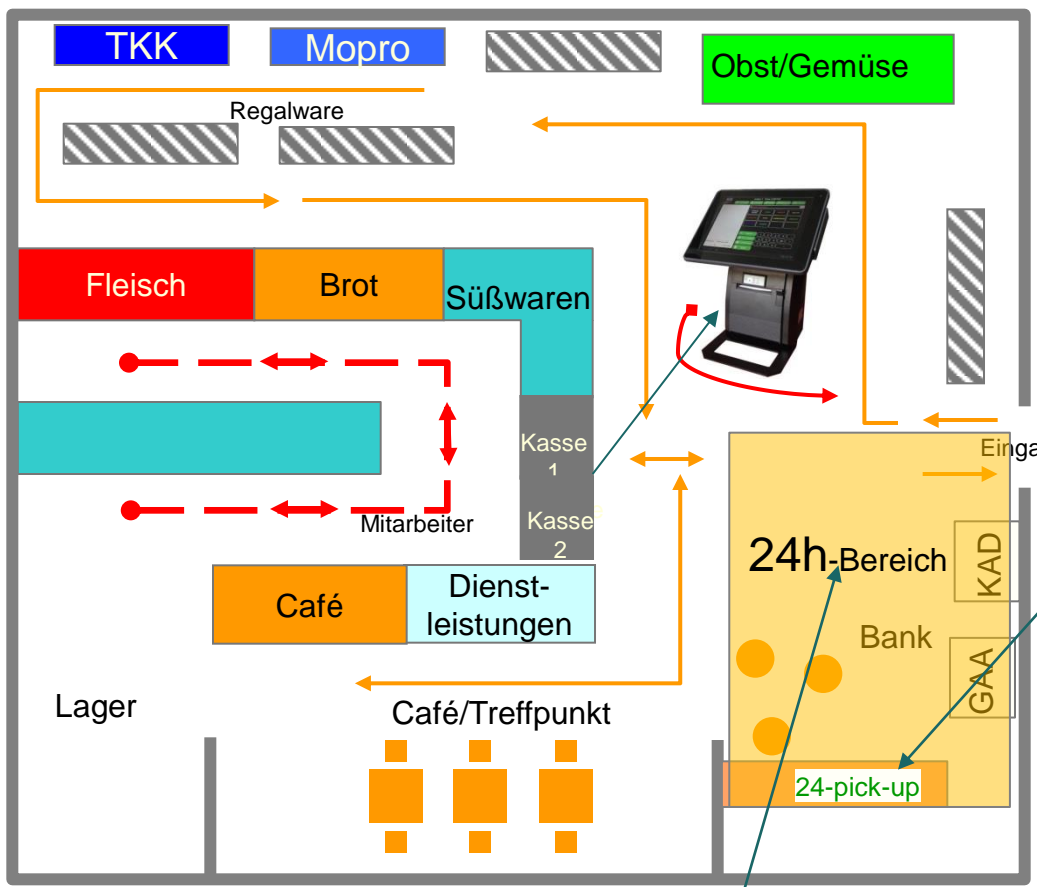 TKK
Mopro
Obst/Gemüse
Regalware
Fleisch
Brot
Süßwaren
Kasse
1
Kasse
2
Einga
Mitarbeiter
24h-Bereich
KAD
Café
Dienst-
leistungen
Bank
GAA
Lager
Café/Treffpunkt
24-pick-up